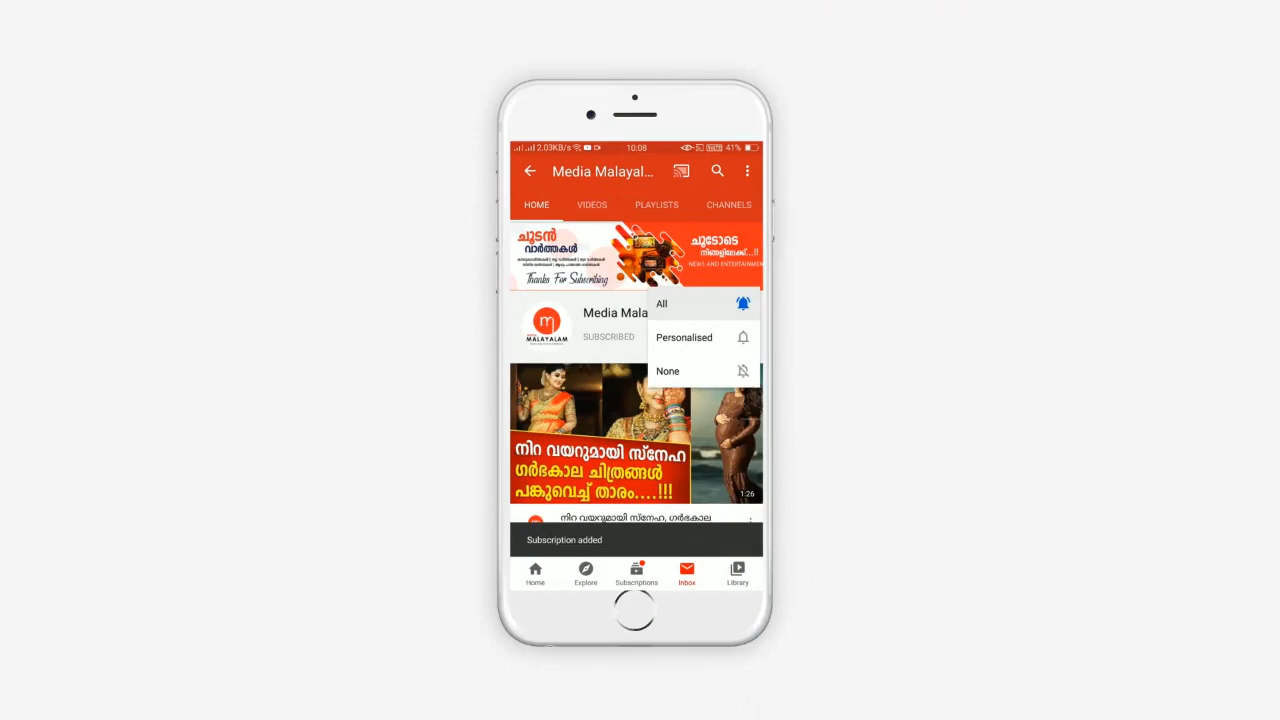 2.03KB/s 10:08 41%
Media Malayal...
HOME VIDEOS PLAYLISTS CHANNELS
ചൂടൻ
വാർത്തകൾ
Thanks For Subscribing
ചൂടോടെ
നിങ്ങളിലേക്ക്...!!
NEWS AND ENTERTAINMEN
Media Mala
SUBSCRIBED
MALAYALAM
All
Personalised
None
നിറ വയറുമായി സ്നേഹ
ഗർഭകാല ചിത്രങ്ങൾ
പങ്കുവെച്ച് താരം....!!!
1:26
നിറ വയറുമായി സ്നേഹ, ഗർഭകാല
Subscription added
Home Explore Subscriptions Inbox Library